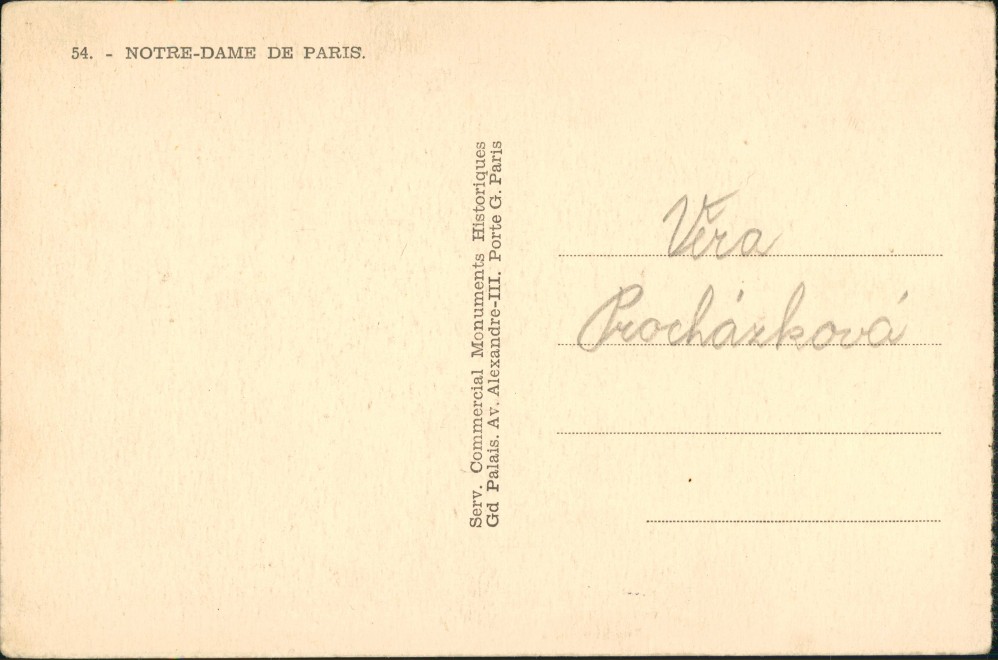 54. - NOTRE-DAME DE PARIS.
Serv. Commercial Monuments Historiques
Gd Palais. Av. Alexandre-III. Porte G. Paris
Věra
Procházková